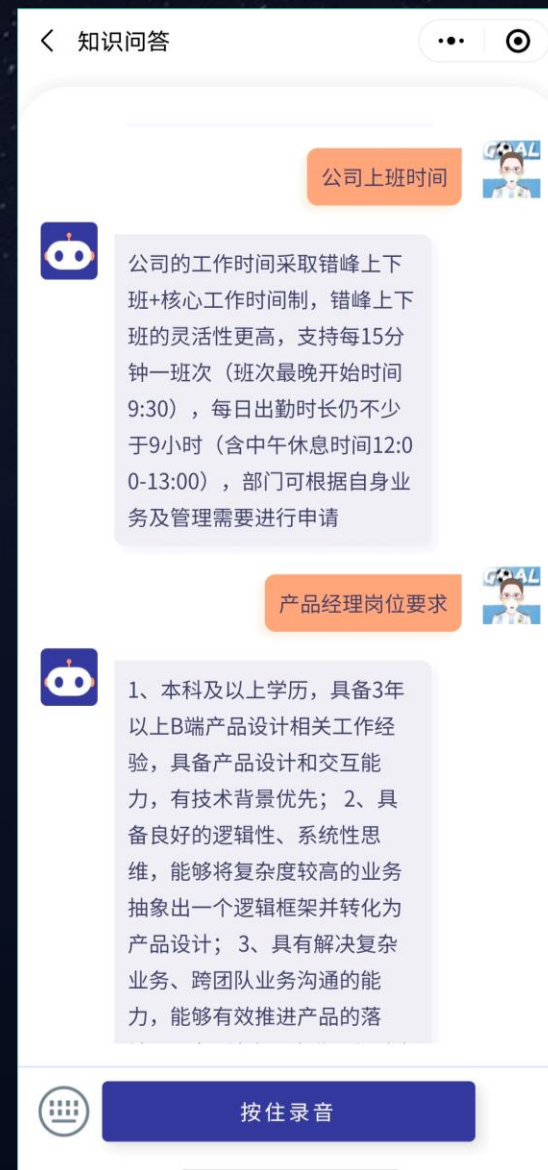 知识问答
公司上班时间
GOAL
公司的工作时间采取错峰上下
班+核心工作时间制，错峰上下
班的灵活性更高，支持每15分
钟一班次（班次最晚开始时间
9:30），每日出勤时长仍不少
于9小时（含中午休息时间12:0
0-13:00），部门可根据自身业
务及管理需要进行申请
产品经理岗位要求
GOAL
1、本科及以上学历，具备3年
以上B端产品设计相关工作经
验，具备产品设计和交互能
力，有技术背景优先； 2、具
备良好的逻辑性、系统性思
维，能够将复杂度较高的业务
抽象出一个逻辑框架并转化为
产品设计； 3、具有解决复杂
业务、跨团队业务沟通的能
力，能够有效推进产品的落
按住录音